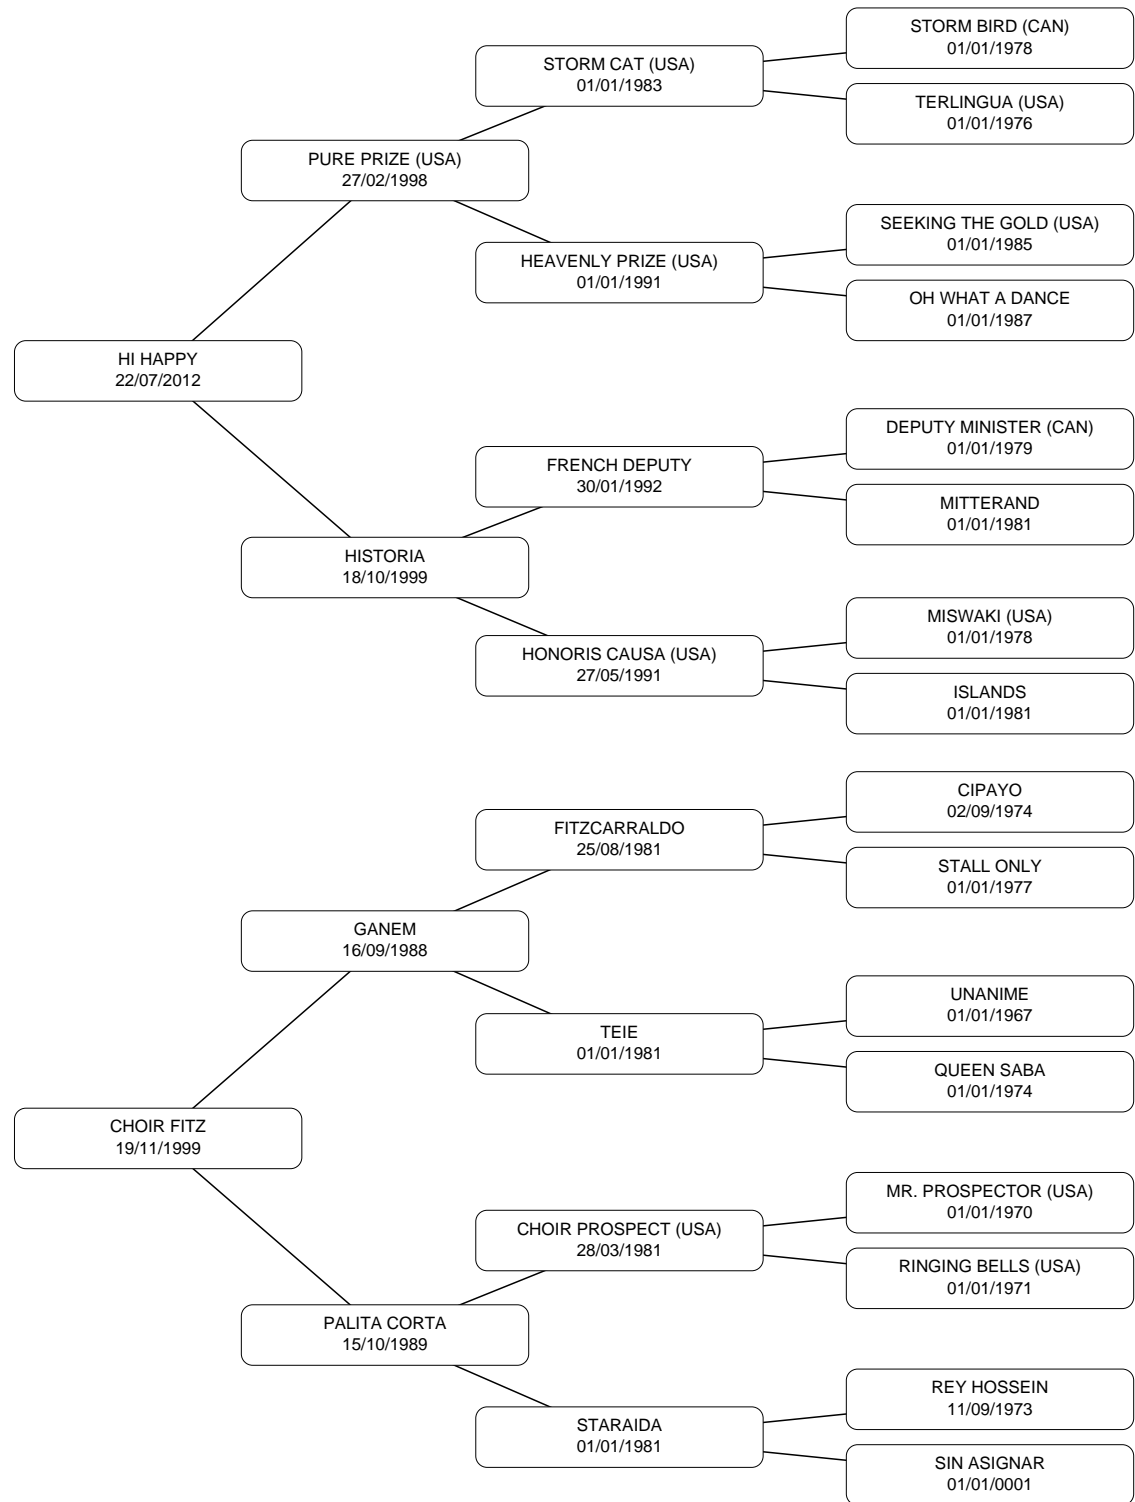 STORM BIRD (CAN)
01/01/1978
STORM CAT (USA)
01/01/1983
TERLINGUA (USA)
01/01/1976
PURE PRIZE (USA)
27/02/1998
SEEKING THE GOLD (USA)
01/01/1985
HEAVENLY PRIZE (USA)
01/01/1991
OH WHAT A DANCE
01/01/1987
HI HAPPY
22/07/2012
DEPUTY MINISTER (CAN)
01/01/1979
FRENCH DEPUTY
30/01/1992
MITTERAND
01/01/1981
HISTORIA
18/10/1999
MISWAKI (USA)
01/01/1978
HONORIS CAUSA (USA)
27/05/1991
ISLANDS
01/01/1981
CIPAYO
02/09/1974
FITZCARRALDO
25/08/1981
STALL ONLY
01/01/1977
GANEM
16/09/1988
UNANIME
01/01/1967
TEIE
01/01/1981
QUEEN SABA
01/01/1974
CHOIR FITZ
19/11/1999
MR. PROSPECTOR (USA)
01/01/1970
CHOIR PROSPECT (USA)
28/03/1981
RINGING BELLS (USA)
01/01/1971
PALITA CORTA
15/10/1989
REY HOSSEIN
11/09/1973
STARAIDA
01/01/1981
SIN ASIGNAR
01/01/0001